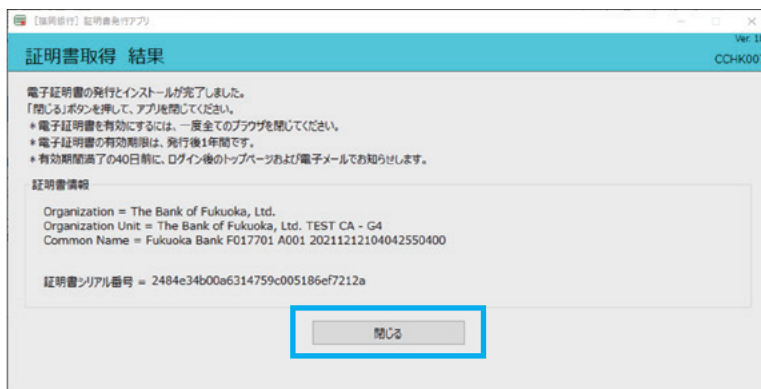 [福岡銀行] 証明書発行アプリ
Ver. 1
証明書取得 結果
CCHK00
電子証明書の発行とインストールが完了しました。
「閉じる」ボタンを押して、アプリを閉じてください。
*電子証明書を有効にするには、一度全てのブラウザを閉じてください。
*電子証明書の有効期限は、発行後1年間です。
*有効期間満了の40日前に、ログイン後のトップページおよび電子メールでお知らせします。
証明書情報
Organization = The Bank of Fukuoka, Ltd.
Organization Unit = The Bank of Fukuoka, Ltd. TEST CA - G4
Common Name = Fukuoka Bank F017701 A001 20211212104042550400
証明書シリアル番号 = 2484e34b00a6314759c005186ef7212a
閉じる